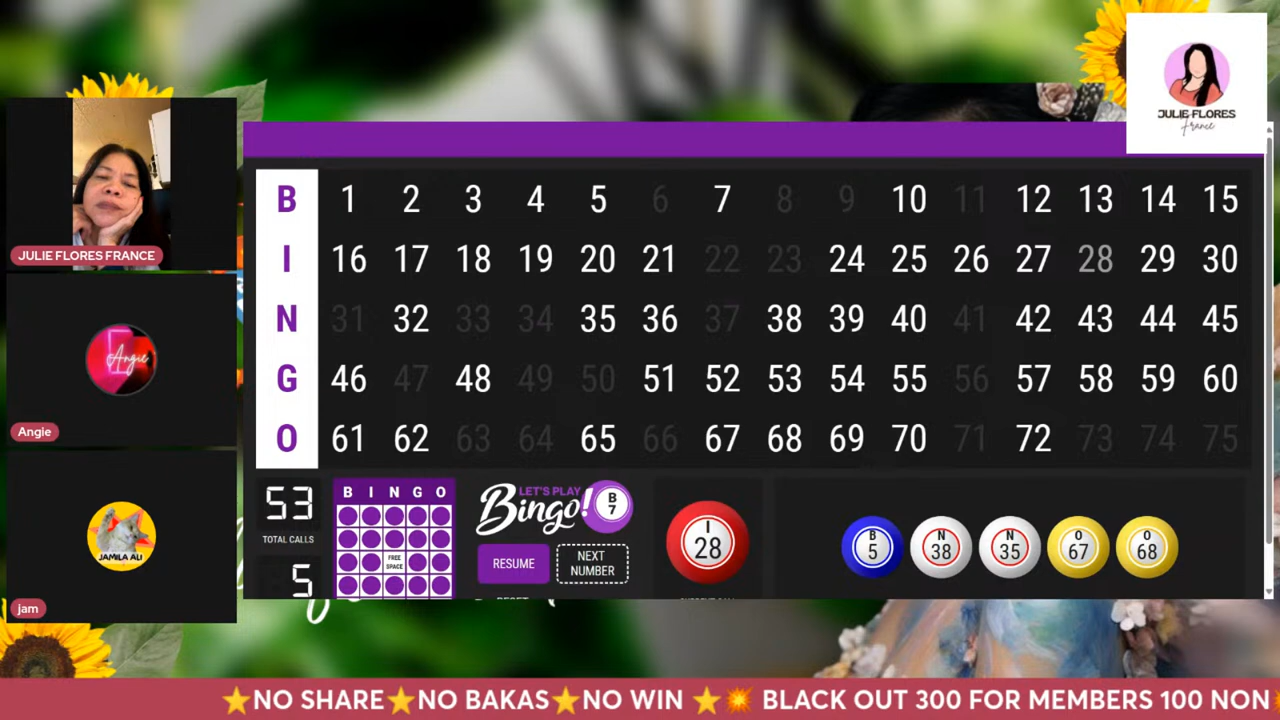 JULIE FLORES
France
JULIE FLORES FRANCE
Angie
Angie
JAMILA ALI
jam
B 1 2 3 4 5 6 7 8 9 10 11 12 13 14 15
I 16 17 18 19 20 21 22 23 24 25 26 27 28 29 30
N 31 32 33 34 35 36 37 38 39 40 41 42 43 44 45
G 46 47 48 49 50 51 52 53 54 55 56 57 58 59 60
O 61 62 63 64 65 66 67 68 69 70 71 72 73 74 75
53
TOTAL CALLS
5
B I N G O
FREE
SPACE
LET'S PLAY
Bingo!
B
7
RESUME
NEXT
NUMBER
I
28
B
5
N
38
N
35
O
67
O
68
⭐NO SHARE⭐NO BAKAS⭐NO WIN ⭐💥 BLACK OUT 300 FOR MEMBERS 100 NON